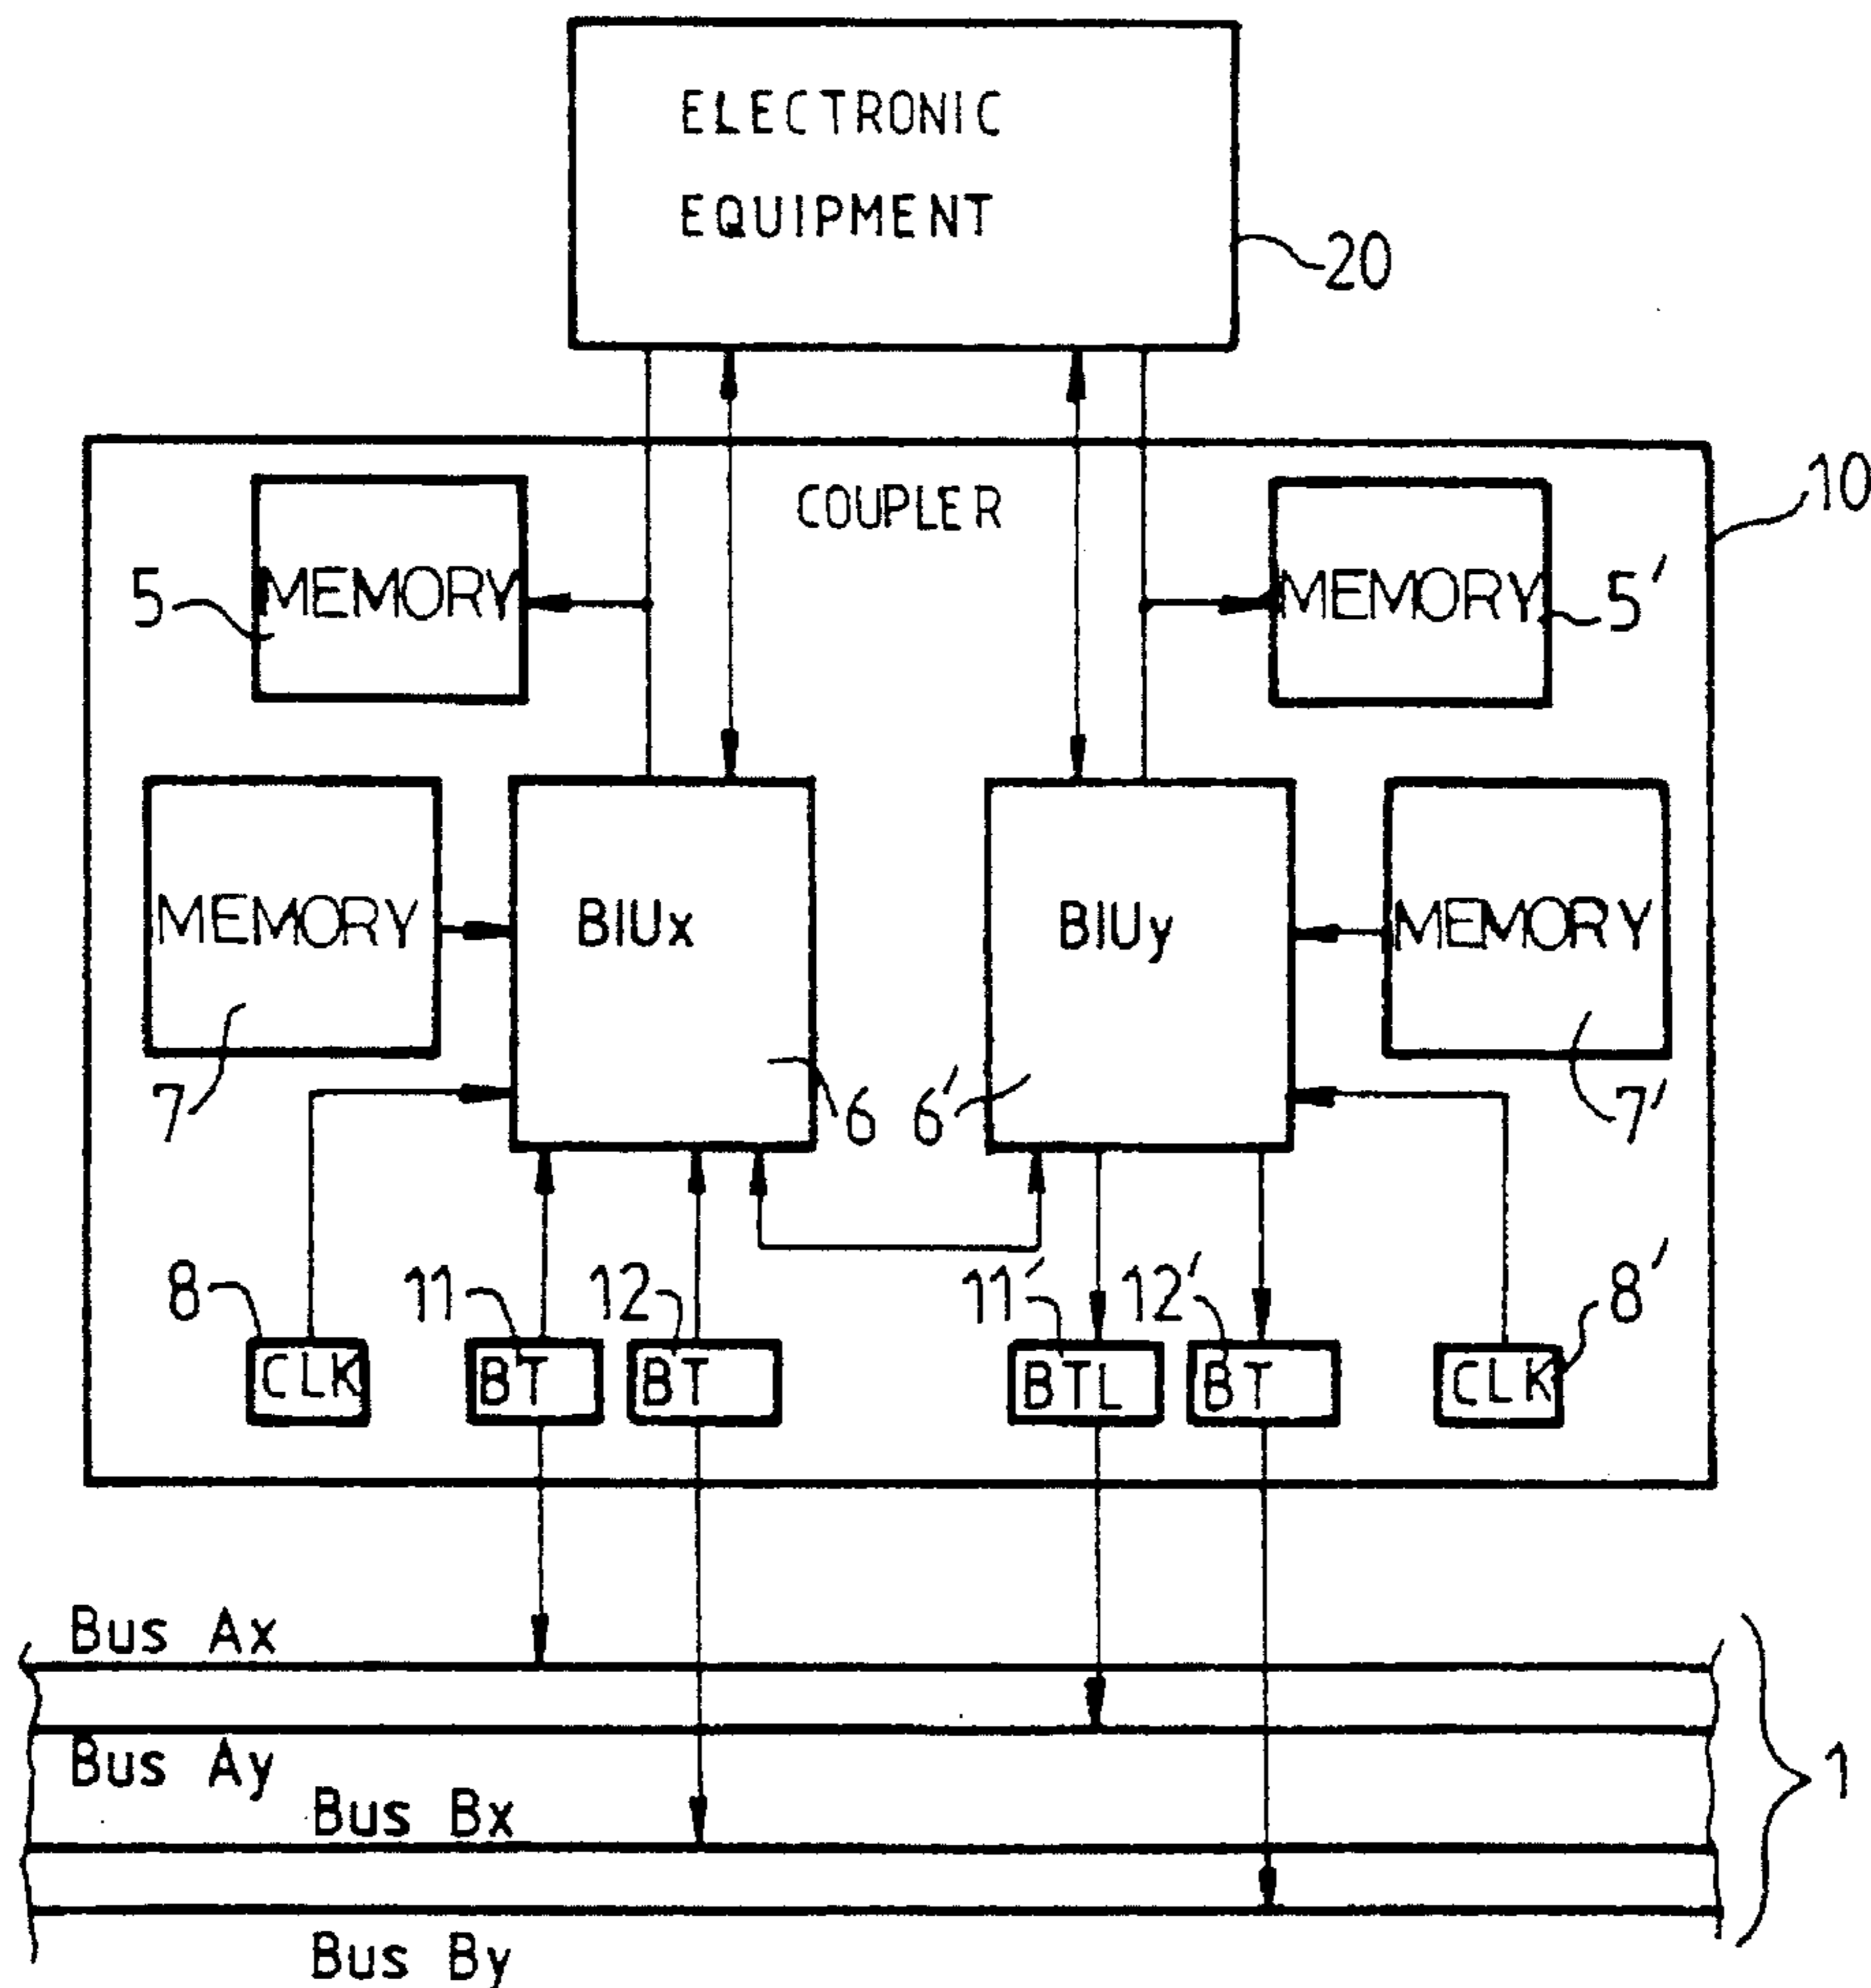 ELECTRONIC
EQUIPMENT
20
COUPLER
10
MEMORY
5
MEMORY
5'
MEMORY
7
BIUx
6
BIUy
6'
MEMORY
7'
8
11
12
11'
12'
8'
CLK
BT
BT
BTL
BT
CLK
Bus Ax
Bus Ay
Bus Bx
Bus By
1